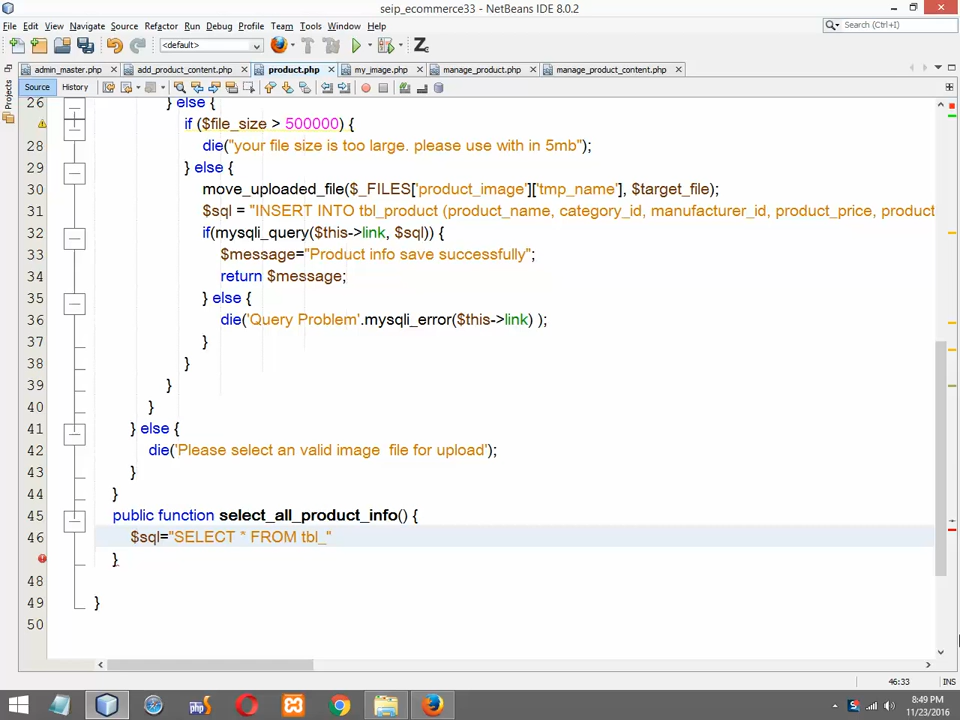 seip_ecommerce33 - NetBeans IDE 8.0.2
File Edit View Navigate Source Refactor Run Debug Profile Team Tools Window Help
<default>
Search (Ctrl+I)
admin_master.php add_product_content.php product.php my_image.php manage_product.php manage_product_content.php
Source History
Projects
26 } else {
if ($file_size > 500000) {
28 die("your file size is too large. please use with in 5mb");
29 } else {
30 move_uploaded_file($_FILES['product_image']['tmp_name'], $target_file);
31 $sql = "INSERT INTO tbl_product (product_name, category_id, manufacturer_id, product_price, product
32 if(mysqli_query($this->link, $sql)) {
33 $message="Product info save successfully";
34 return $message;
35 } else {
36 die('Query Problem'.mysqli_error($this->link) );
37 }
38 }
39 }
40 }
41 } else {
42 die('Please select an valid image  file for upload');
43 }
44 }
45 public function select_all_product_info() {
46 $sql="SELECT * FROM tbl_"
}
48
49 }
50
46:33 INS
8:49 PM
11/23/2016